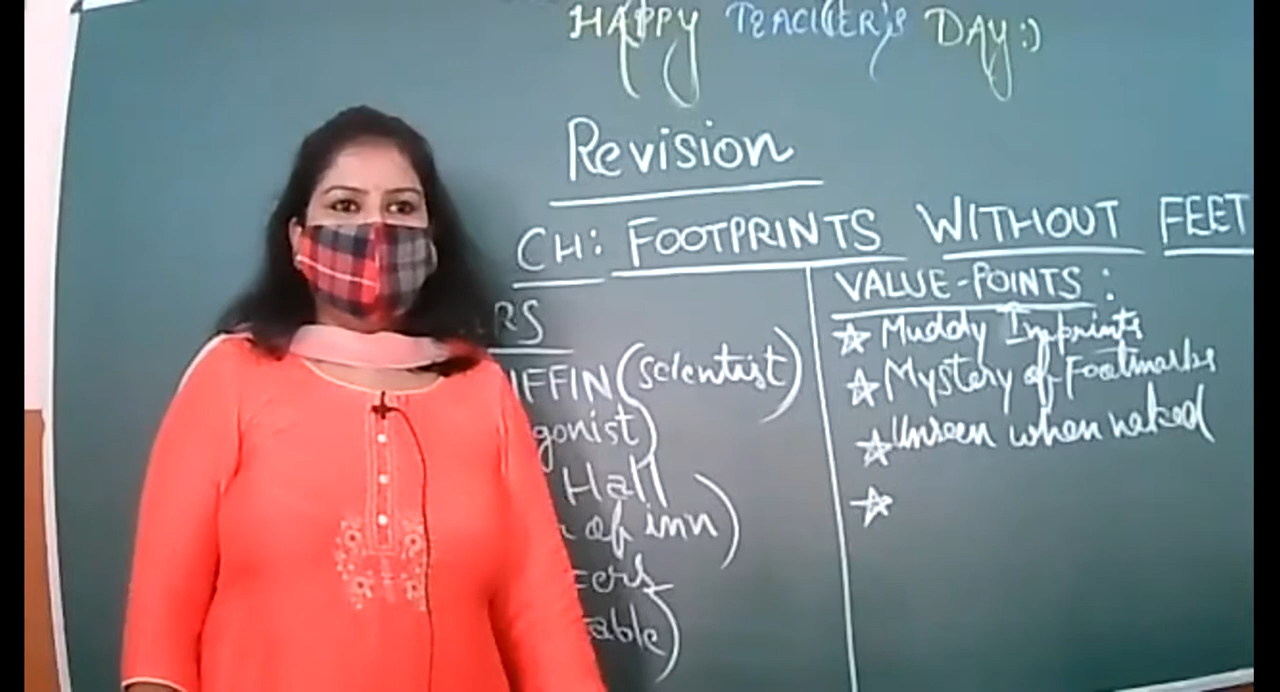 HAPPY TEACHER'S DAY:)
Revision
CH: FOOTPRINTS WITHOUT FEET
RS
IFFIN (scientist)
gonist)
Hall
of inn)
ers
able)
VALUE-POINTS :
☆ Muddy Imprints
☆ Mystery of Footmarks
☆ Unseen when naked
☆